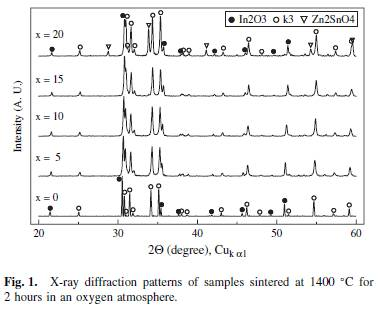 In2O3 k3 Zn2SnO4
x = 20
x = 15
x = 10
x = 5
x = 0
Intensity (A. U.)
20 30 40 50 60
2Θ (degree), Cuk α1
Fig. 1. X-ray diffraction patterns of samples sintered at 1400 °C for
2 hours in an oxygen atmosphere.